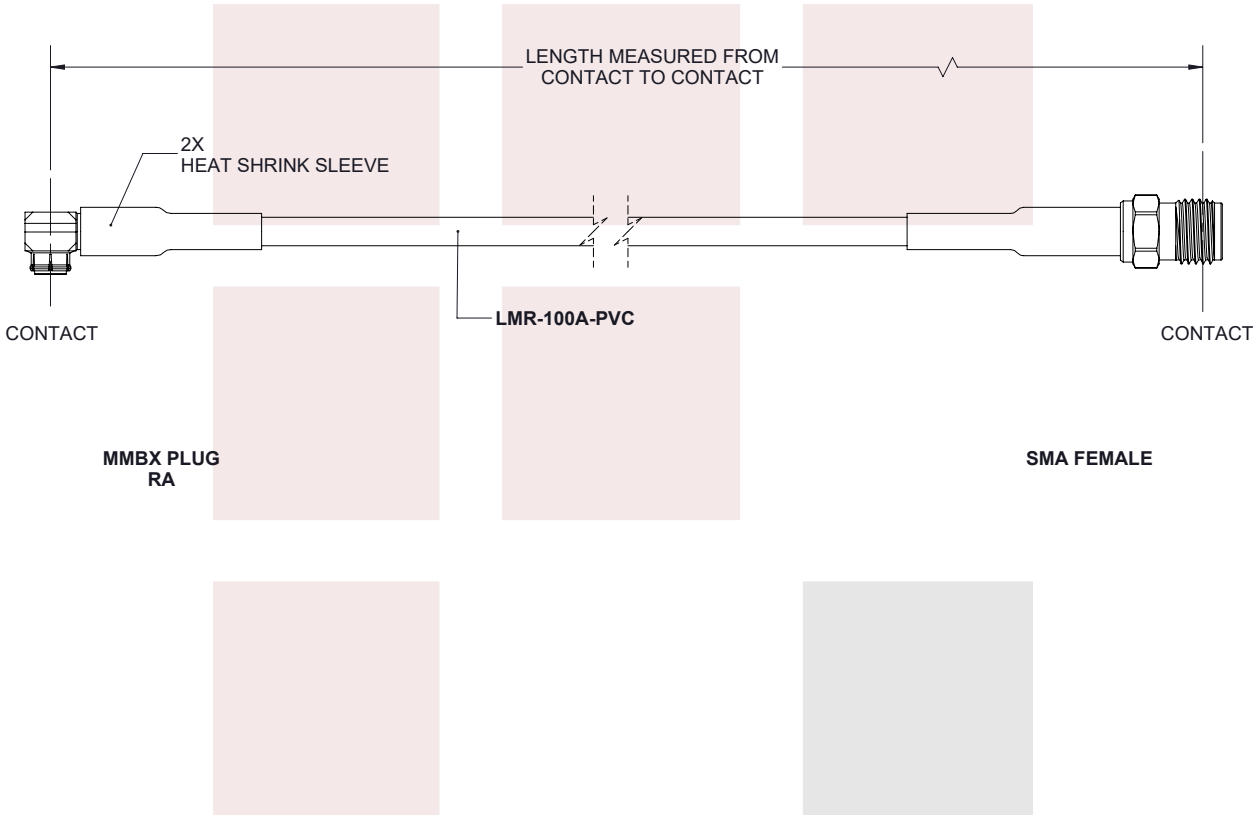 LENGTH MEASURED FROM
CONTACT TO CONTACT
2X
HEAT SHRINK SLEEVE
LMR-100A-PVC
CONTACT
CONTACT
MMBX PLUG
RA
SMA FEMALE